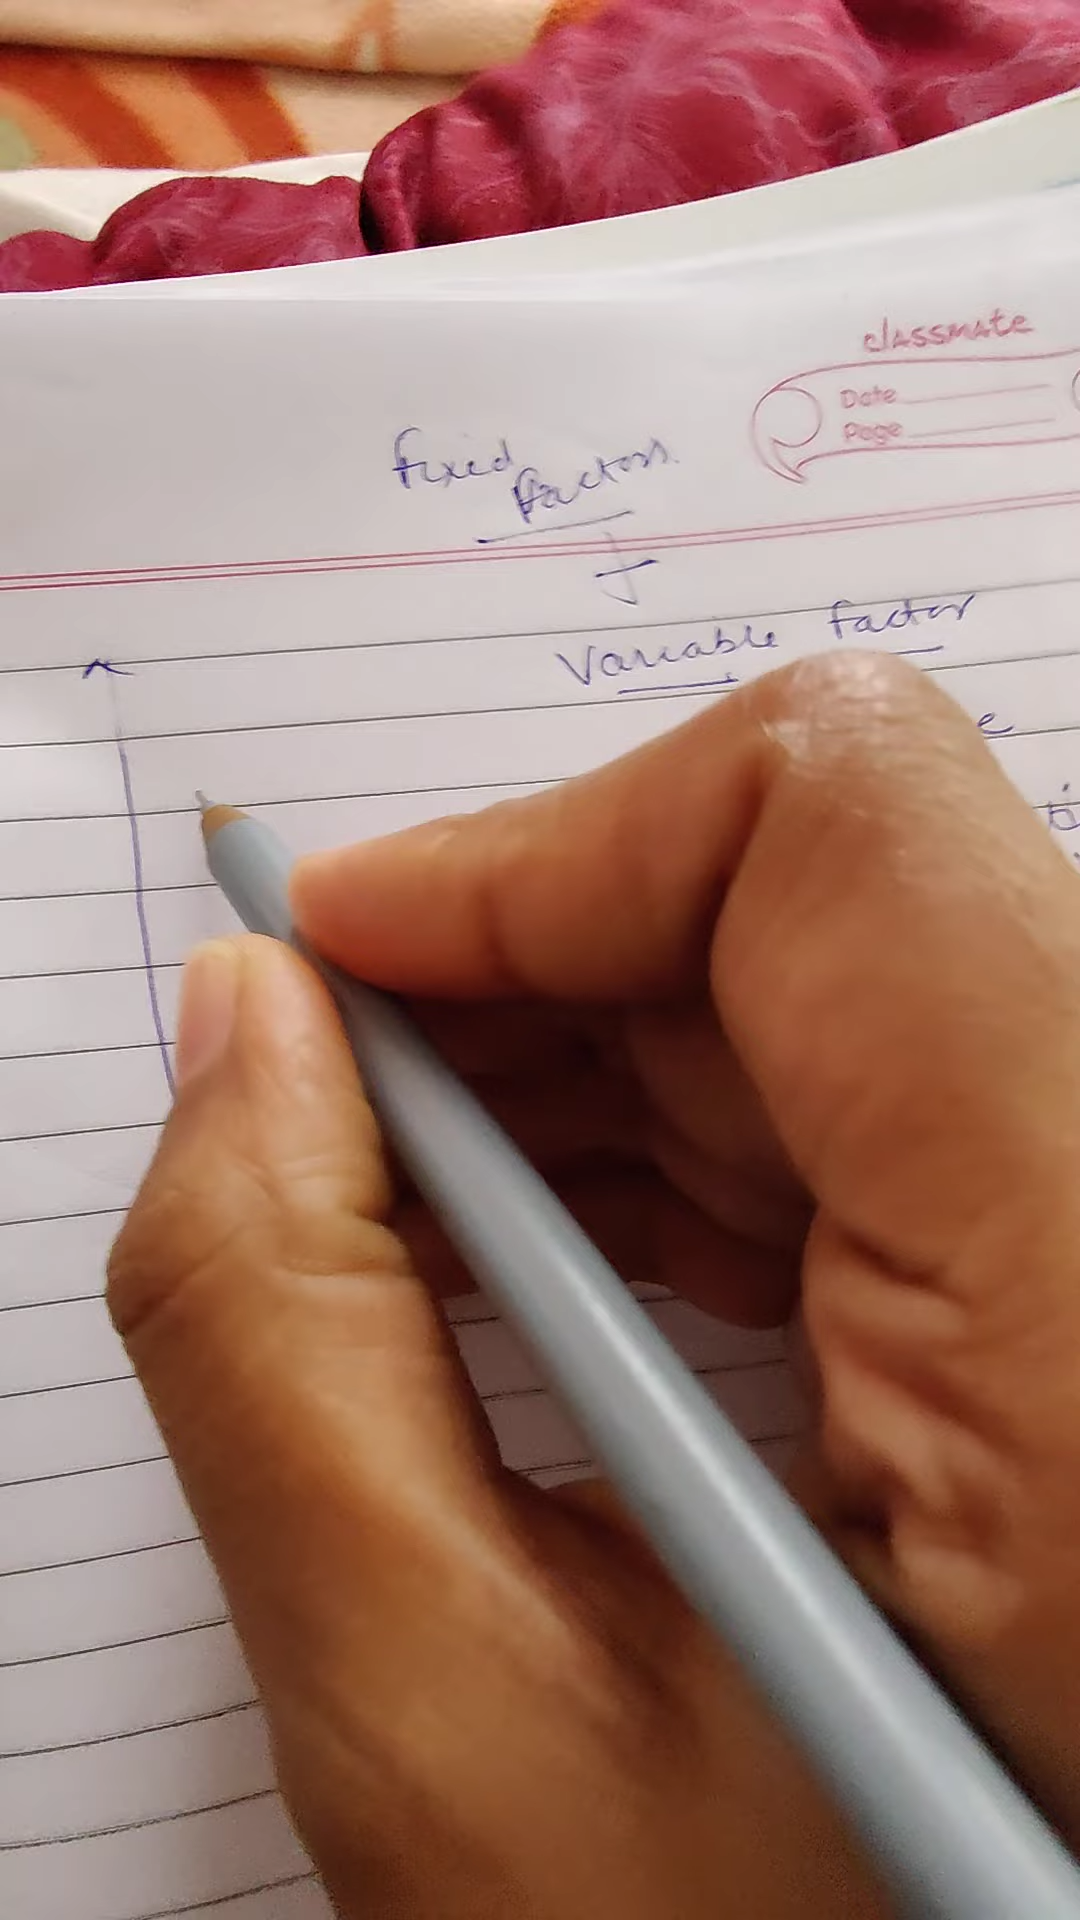 classmate
Date
Page
fixed
factors.
+
Variable factor